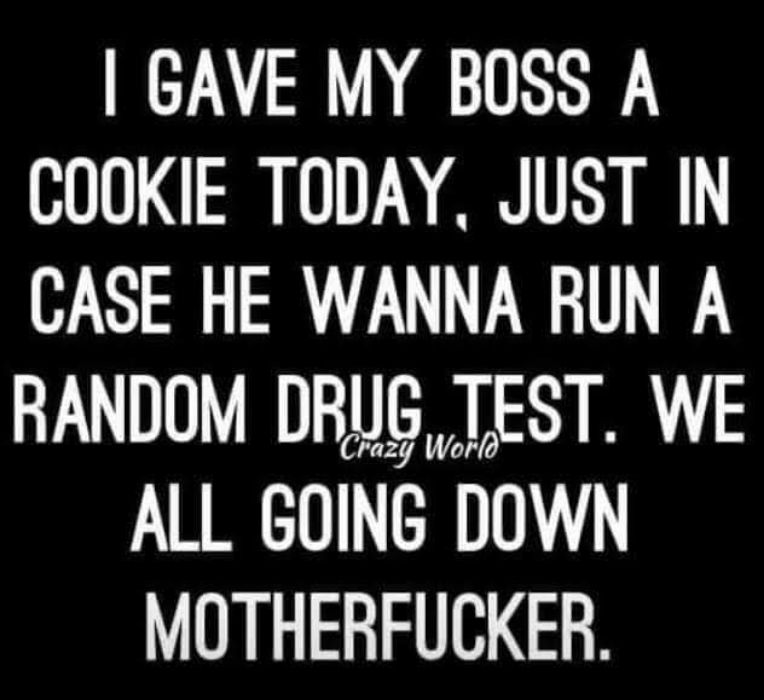 I GAVE MY BOSS A
COOKIE TODAY, JUST IN
CASE HE WANNA RUN A
RANDOM DRUG TEST. WE
Crazy World
ALL GOING DOWN
MOTHERFUCKER.